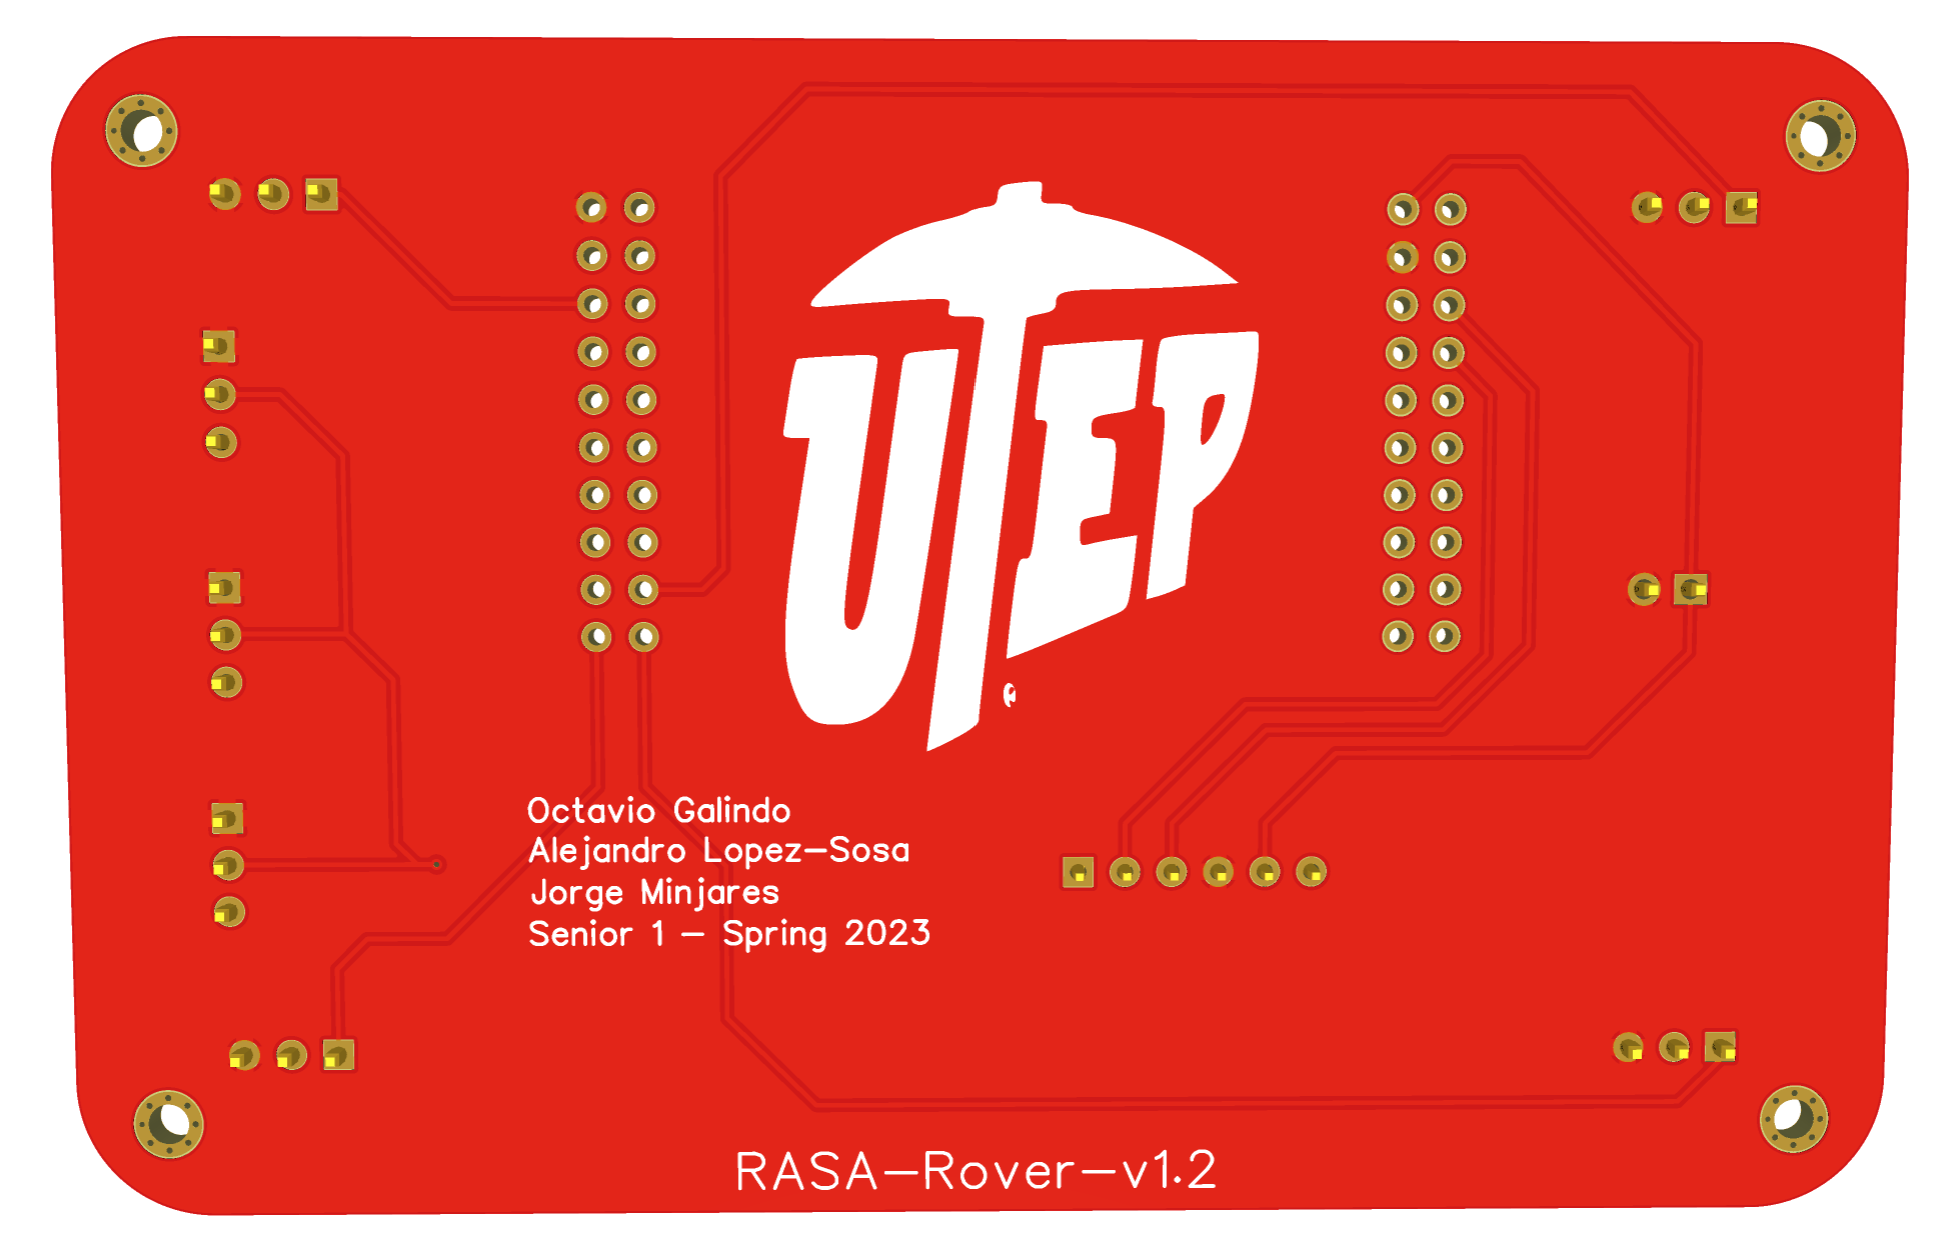 UTEP
®
Octavio Galindo
Alejandro Lopez-Sosa
Jorge Minjares
Senior 1 - Spring 2023
RASA-Rover-v1.2